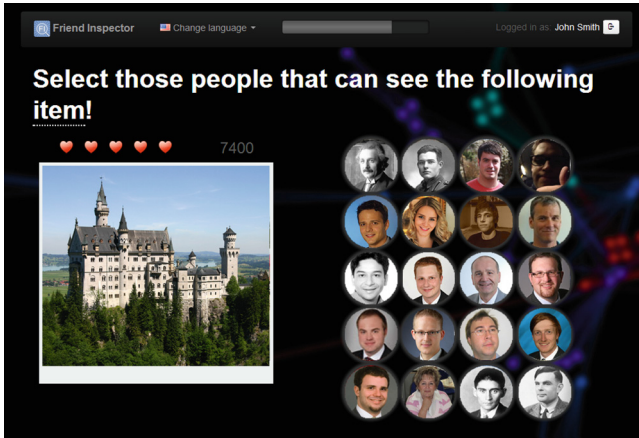 Friend Inspector
Change language
Logged in as: John Smith
Select those people that can see the following
item!
7400